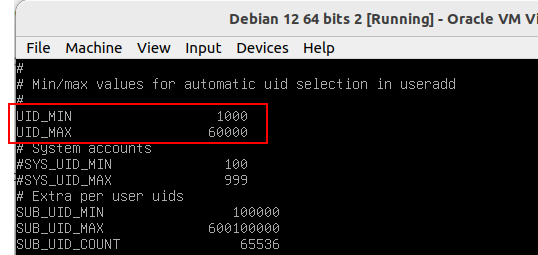 Debian 12 64 bits 2 [Running] - Oracle VM Vi
File Machine View Input Devices Help
#
# Min/max values for automatic uid selection in useradd
#
UID_MIN 1000
UID_MAX 60000
# System accounts
#SYS_UID_MIN 100
#SYS_UID_MAX 999
# Extra per user uids
SUB_UID_MIN 100000
SUB_UID_MAX 600100000
SUB_UID_COUNT 65536